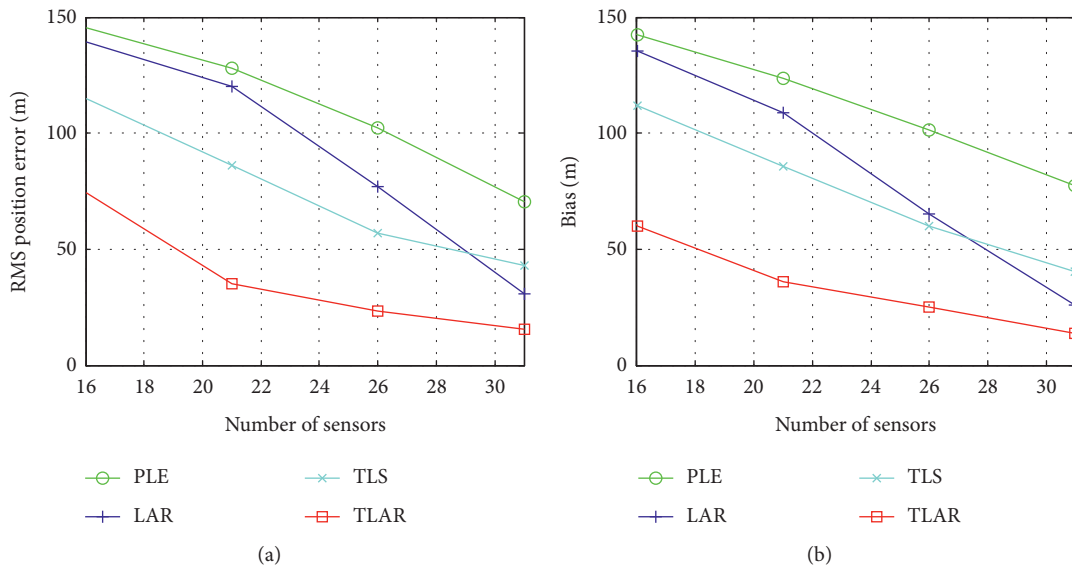 150
100
50
0
RMS position error (m)
16 18 20 22 24 26 28 30
Number of sensors
PLE
LAR
TLS
TLAR
(a)
150
100
50
0
Bias (m)
16 18 20 22 24 26 28 30
Number of sensors
PLE
LAR
TLS
TLAR
(b)